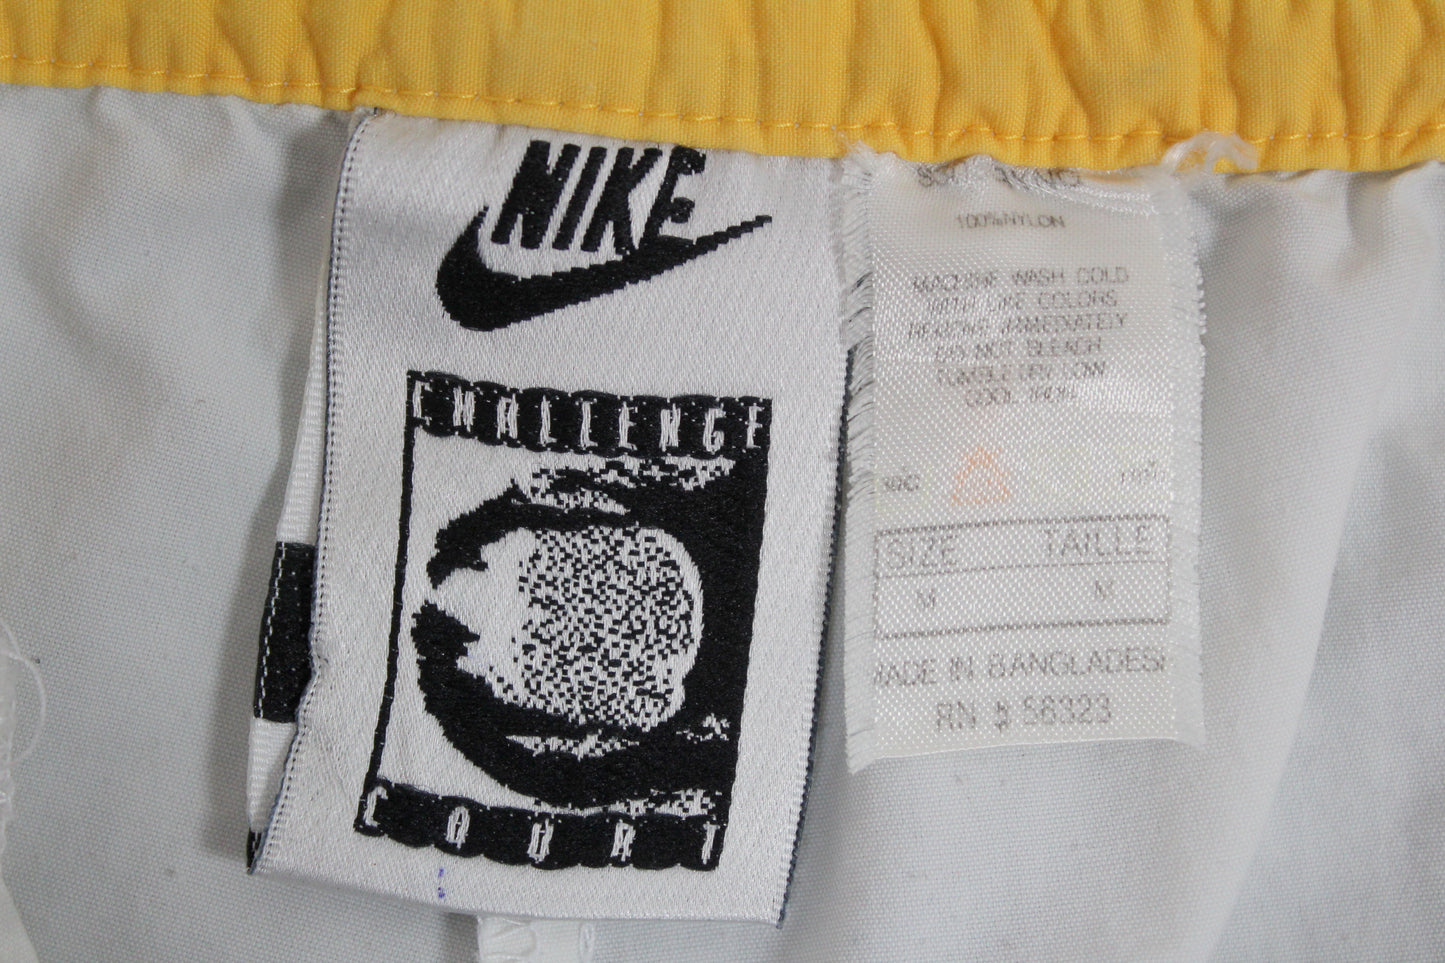 NIKE
CHALLENGE
COURT
100% NYLON
MACHINE WASH COLD
WITH LIKE COLORS
REMOVE IMMEDIATELY
DO NOT BLEACH
TUMBLE DRY LOW
COOL IRON
SIZE TAILLE
M M
MADE IN BANGLADESH
RN # 56323